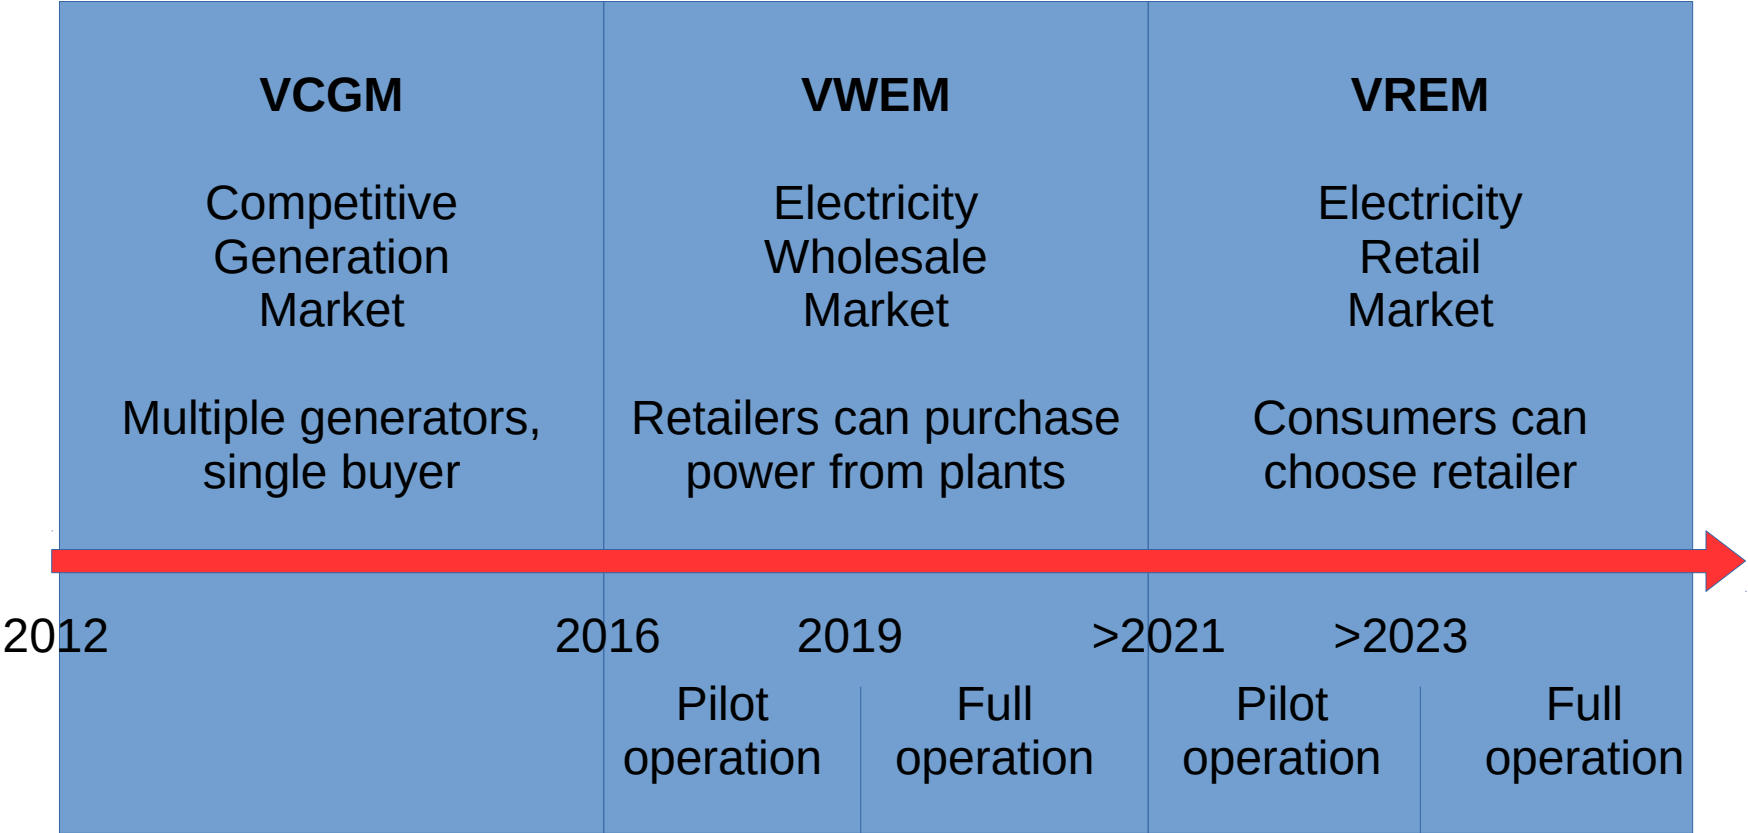 VCGM
Competitive
Generation
Market
Multiple generators,
single buyer
VWEM
Electricity
Wholesale
Market
Retailers can purchase
power from plants
VREM
Electricity
Retail
Market
Consumers can
choose retailer
2012
2016
2019
>2021
>2023
Pilot
operation
Full
operation
Pilot
operation
Full
operation